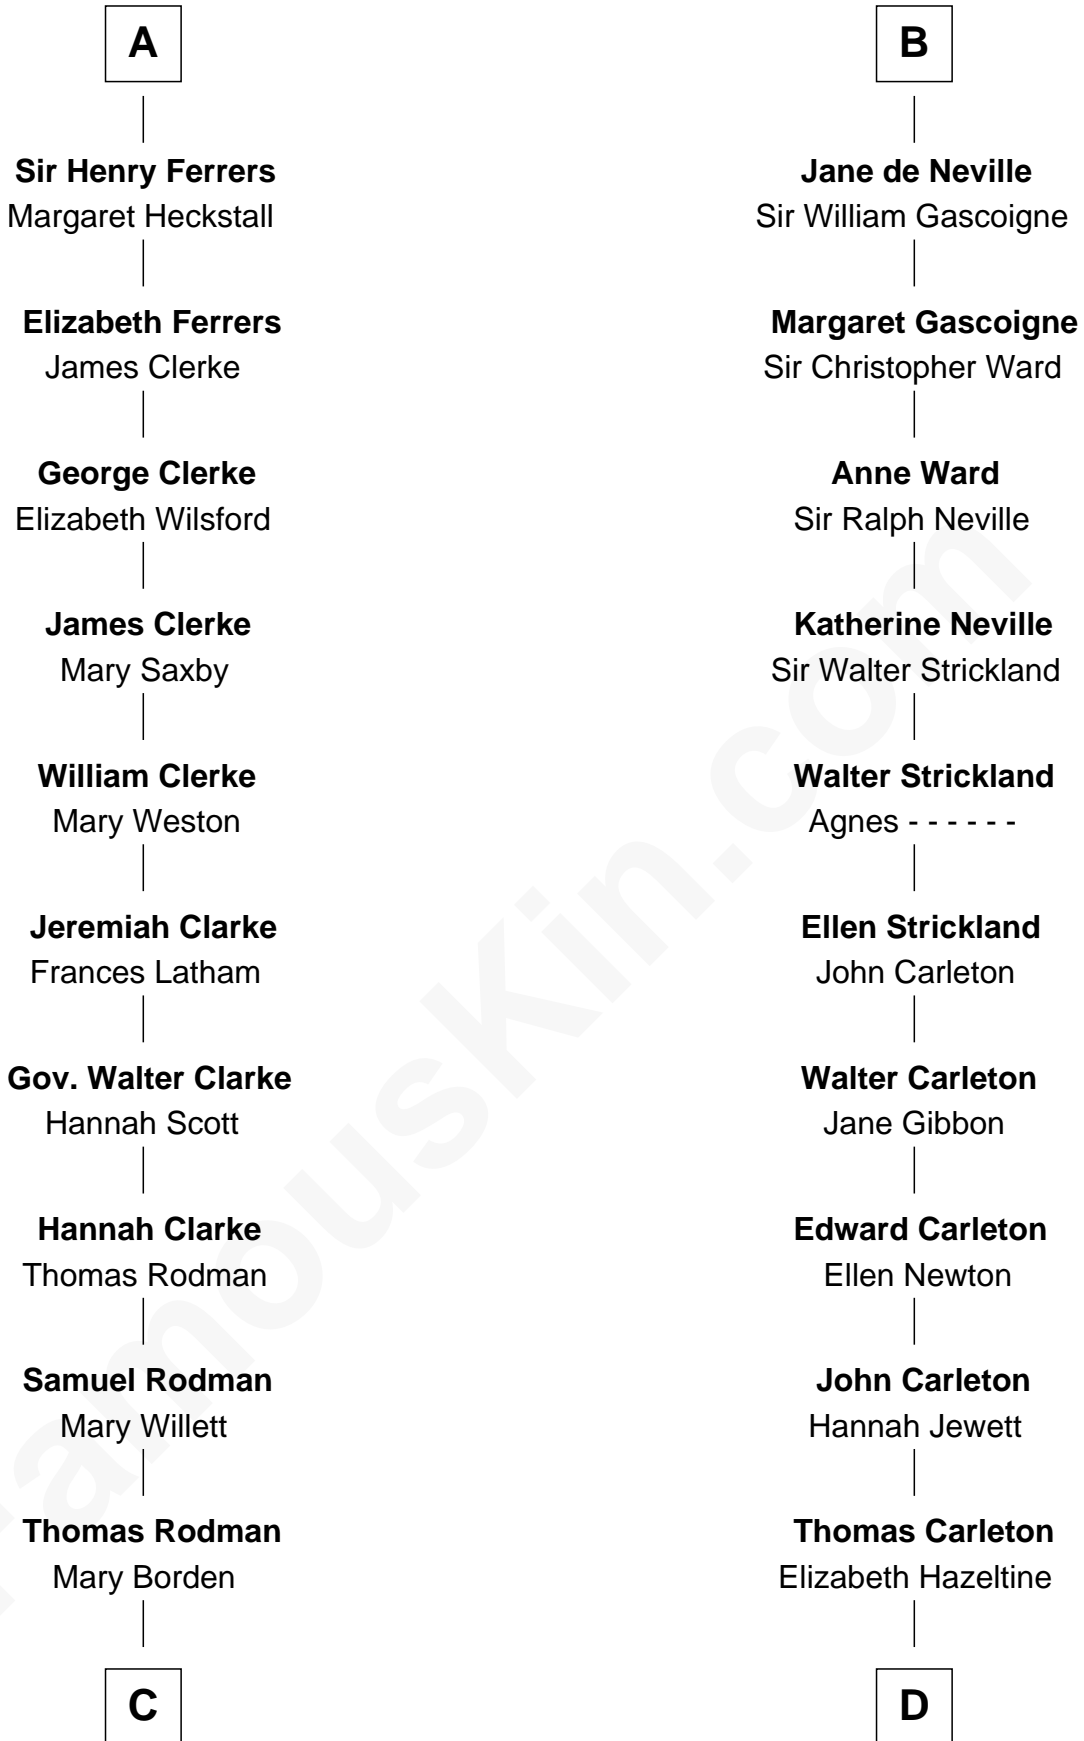 A
Sir Henry Ferrers
Margaret Heckstall
Elizabeth Ferrers
James Clerke
George Clerke
Elizabeth Wilsford
James Clerke
Mary Saxby
William Clerke
Mary Weston
Jeremiah Clarke
Frances Latham
Gov. Walter Clarke
Hannah Scott
Hannah Clarke
Thomas Rodman
Samuel Rodman
Mary Willett
Thomas Rodman
Mary Borden
C
B
Jane de Neville
Sir William Gascoigne
Margaret Gascoigne
Sir Christopher Ward
Anne Ward
Sir Ralph Neville
Katherine Neville
Sir Walter Strickland
Walter Strickland
Agnes - - - - - -
Ellen Strickland
John Carleton
Walter Carleton
Jane Gibbon
Edward Carleton
Ellen Newton
John Carleton
Hannah Jewett
Thomas Carleton
Elizabeth Hazeltine
D
FamousKin.com